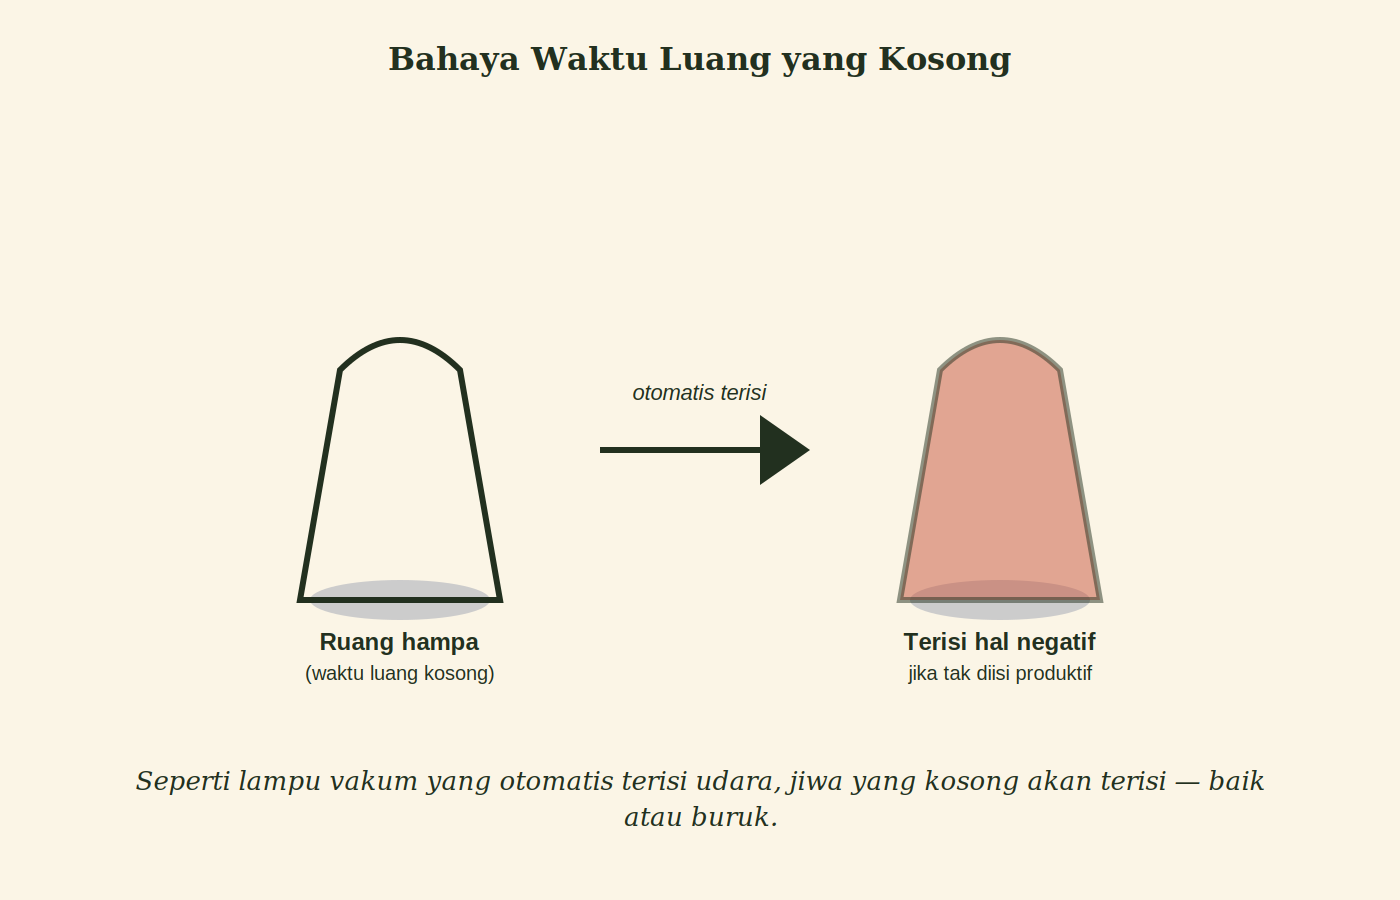 Bahaya Waktu Luang yang Kosong
otomatis terisi
Ruang hampa
(waktu luang kosong)
Terisi hal negatif
jika tak diisi produktif
Seperti lampu vakum yang otomatis terisi udara, jiwa yang kosong akan terisi — baik
atau buruk.